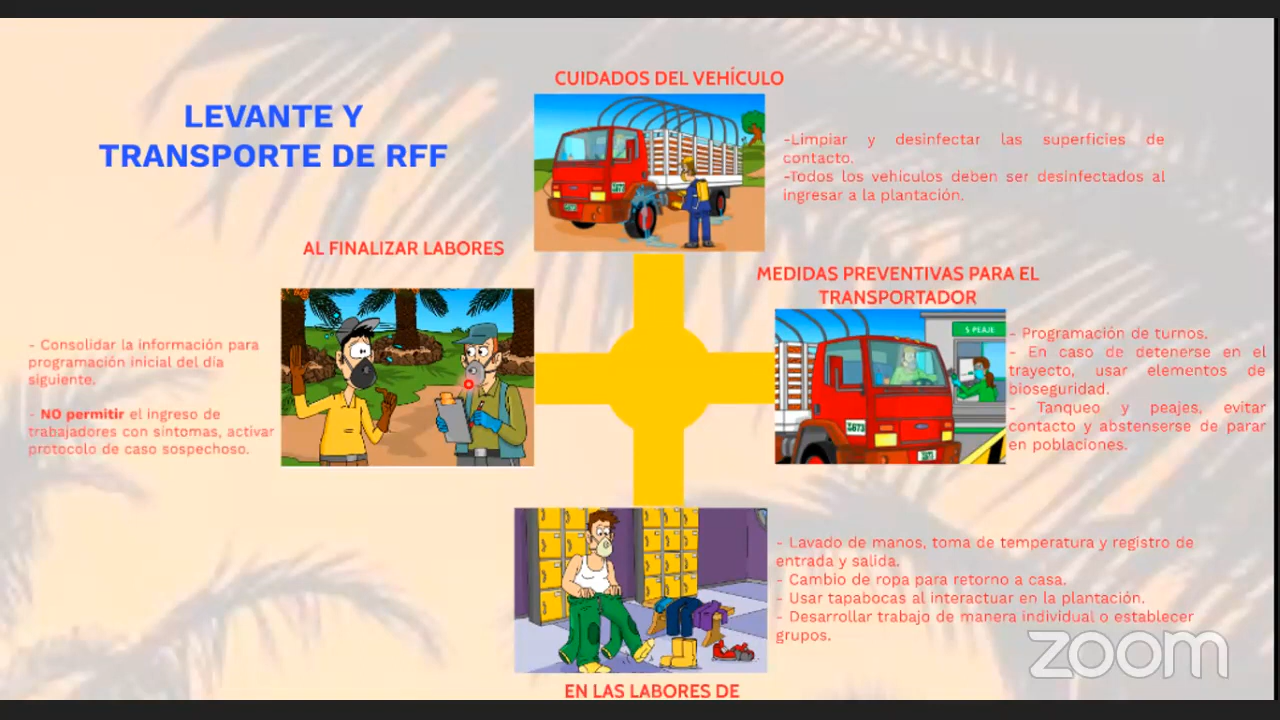 LEVANTE Y
TRANSPORTE DE RFF
CUIDADOS DEL VEHÍCULO
-Limpiar y desinfectar las superficies de
contacto.
-Todos los vehículos deben ser desinfectados al
ingresar a la plantación.
AL FINALIZAR LABORES
- Consolidar la información para
programación inicial del día
siguiente.
- NO permitir el ingreso de
trabajadores con síntomas, activar
protocolo de caso sospechoso.
MEDIDAS PREVENTIVAS PARA EL
TRANSPORTADOR
PEAJE
- Programación de turnos.
- En caso de detenerse en el
trayecto, usar elementos de
bioseguridad.
- Tanqueo y peajes, evitar
contacto y abstenserse de parar
en poblaciones.
- Lavado de manos, toma de temperatura y registro de
entrada y salida.
- Cambio de ropa para retorno a casa.
- Usar tapabocas al interactuar en la plantación.
- Desarrollar trabajo de manera individual o establecer
grupos.
EN LAS LABORES DE
zoom